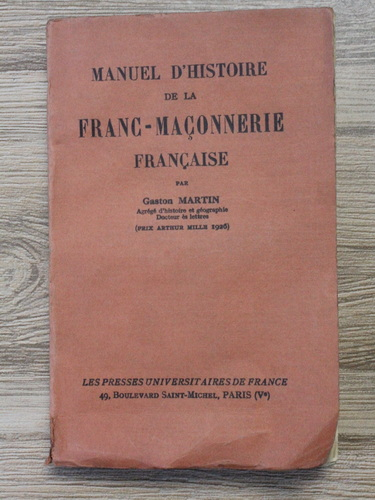 MANUEL D'HISTOIRE
DE LA
FRANC-MAÇONNERIE
FRANÇAISE
PAR
Gaston MARTIN
Agrégé d'histoire et géographie
Docteur ès lettres
(PRIX ARTHUR MILLE 1926)
LES PRESSES UNIVERSITAIRES DE FRANCE
49, BOULEVARD SAINT-MICHEL, PARIS (Ve)